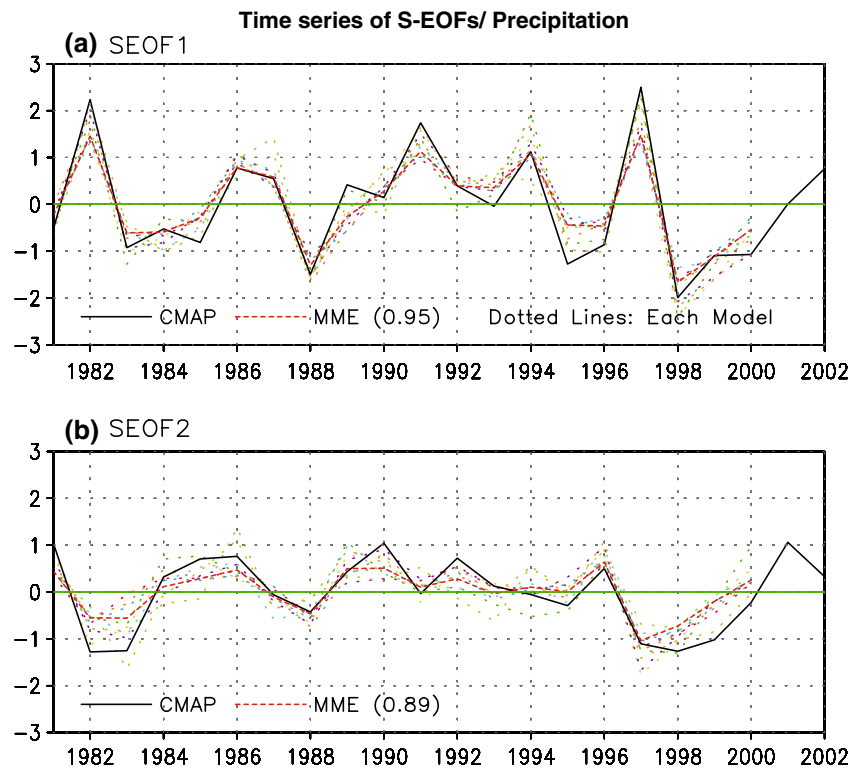 Time series of S-EOFs/ Precipitation
(a) SEOF1
3
2
1
0
-1
-2
-3
CMAP MME (0.95) Dotted Lines: Each Model
1982 1984 1986 1988 1990 1992 1994 1996 1998 2000 2002
(b) SEOF2
3
2
1
0
-1
-2
-3
CMAP MME (0.89)
1982 1984 1986 1988 1990 1992 1994 1996 1998 2000 2002